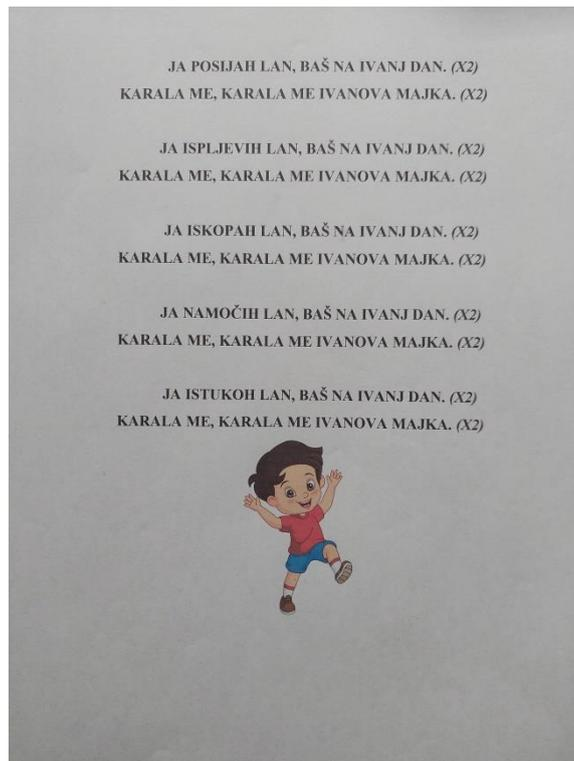 JA POSIJAH LAN, BAŠ NA IVANJ DAN. (X2)
KARALA ME, KARALA ME IVANOVA MAJKA. (X2)
JA ISPLJEVIH LAN, BAŠ NA IVANJ DAN. (X2)
KARALA ME, KARALA ME IVANOVA MAJKA. (X2)
JA ISKOPAH LAN, BAŠ NA IVANJ DAN. (X2)
KARALA ME, KARALA ME IVANOVA MAJKA. (X2)
JA NAMOČIH LAN, BAŠ NA IVANJ DAN. (X2)
KARALA ME, KARALA ME IVANOVA MAJKA. (X2)
JA ISTUKOH LAN, BAŠ NA IVANJ DAN. (X2)
KARALA ME, KARALA ME IVANOVA MAJKA. (X2)